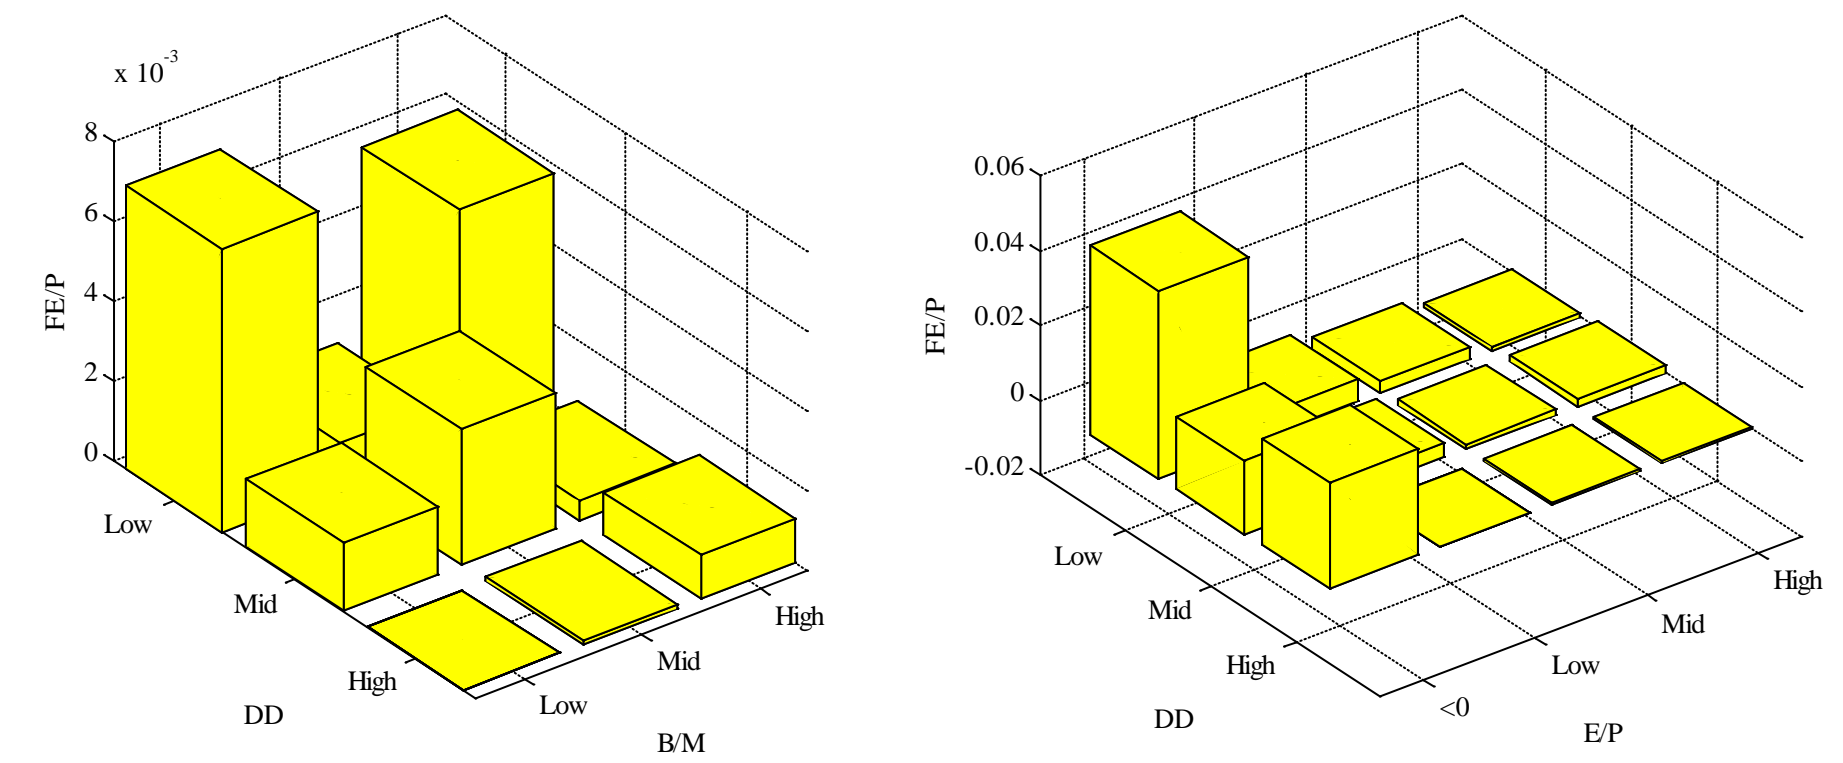 x 10^-3
8
6
4
2
0
FE/P
Low
Mid
High
DD
Low
Mid
High
B/M
0.06
0.04
0.02
0
-0.02
FE/P
Low
Mid
High
DD
<0
Low
Mid
High
E/P